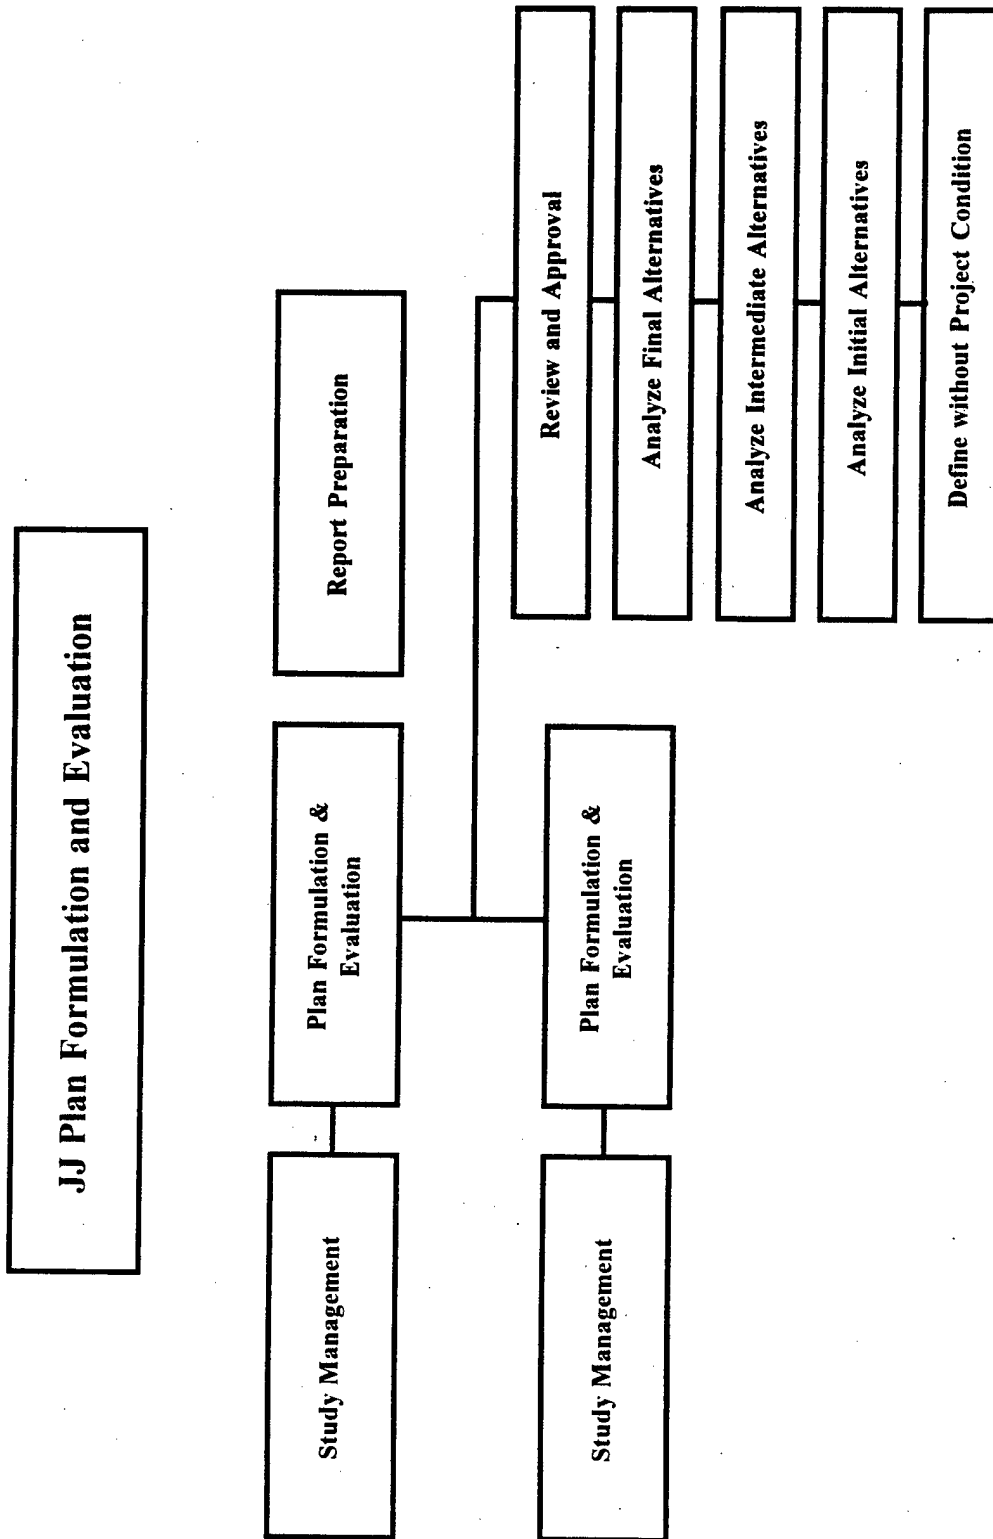 JJ Plan Formulation and Evaluation
Study Management
Plan Formulation &
Evaluation
Report Preparation
Study Management
Plan Formulation &
Evaluation
Review and Approval
Analyze Final Alternatives
Analyze Intermediate Alternatives
Analyze Initial Alternatives
Define without Project Condition